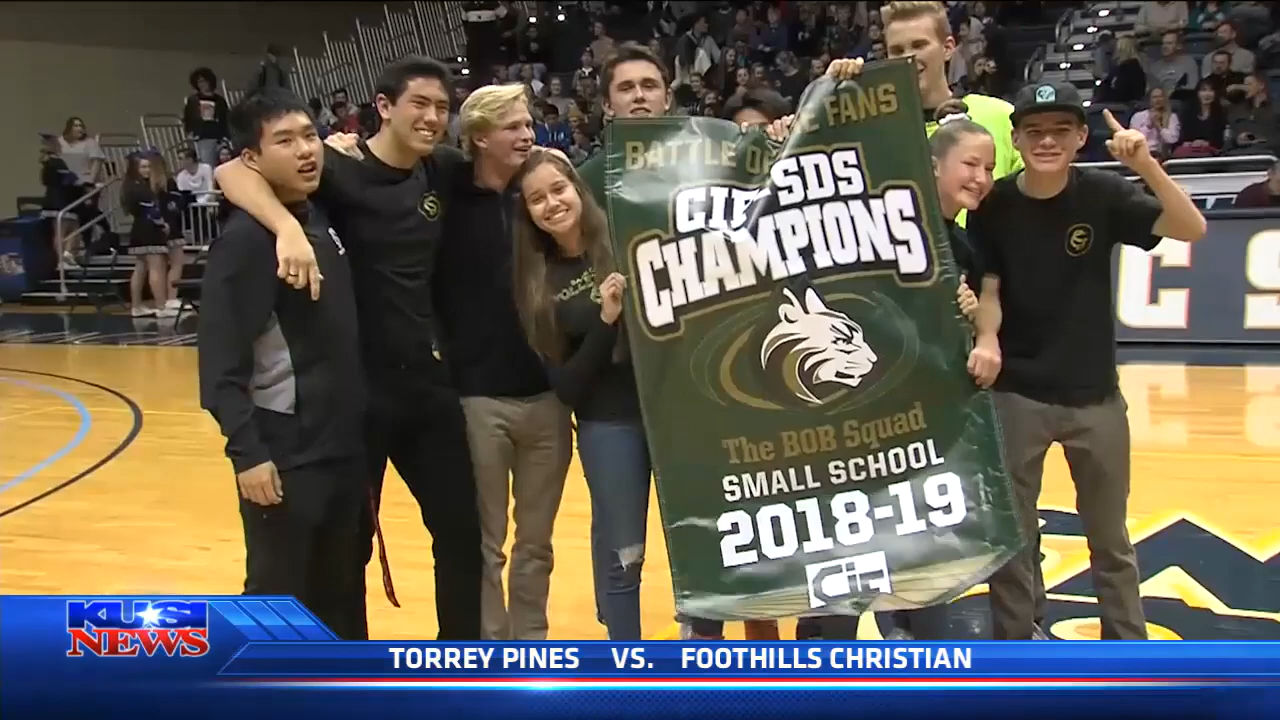 BATTLE OF THE FANS
CIF SDS
CHAMPIONS
The BOB Squad
SMALL SCHOOL
2018-19
CIF
C S
KUSI
NEWS
TORREY PINES VS. FOOTHILLS CHRISTIAN